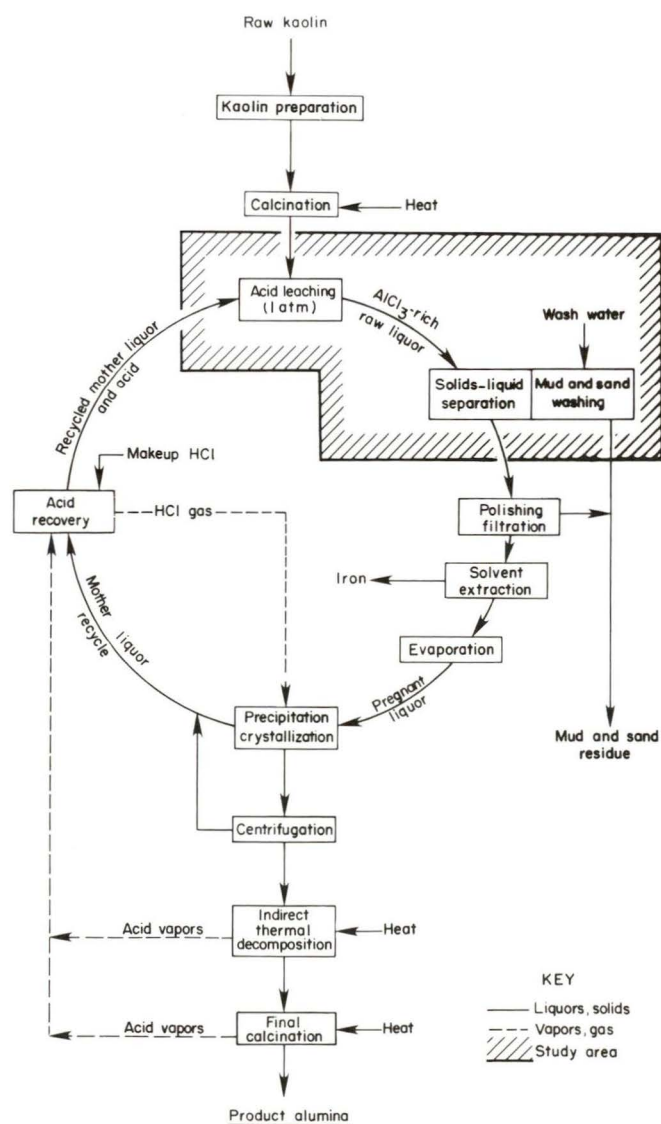 Raw kaolin
Kaolin preparation
Calcination
Heat
Acid leaching
(1 atm)
AlCl3-rich
raw liquor
Wash water
Solids-liquid
separation
Mud and sand
washing
Recycled mother liquor
and acid
Makeup HCl
Acid
recovery
HCl gas
Polishing
filtration
Iron
Solvent
extraction
Mother liquor
recycle
Evaporation
Pregnant
liquor
Precipitation
crystallization
Mud and sand
residue
Centrifugation
Acid vapors
Indirect
thermal
decomposition
Heat
Acid vapors
Final
calcination
Heat
KEY
Liquors, solids
Vapors, gas
Study area
Product alumina